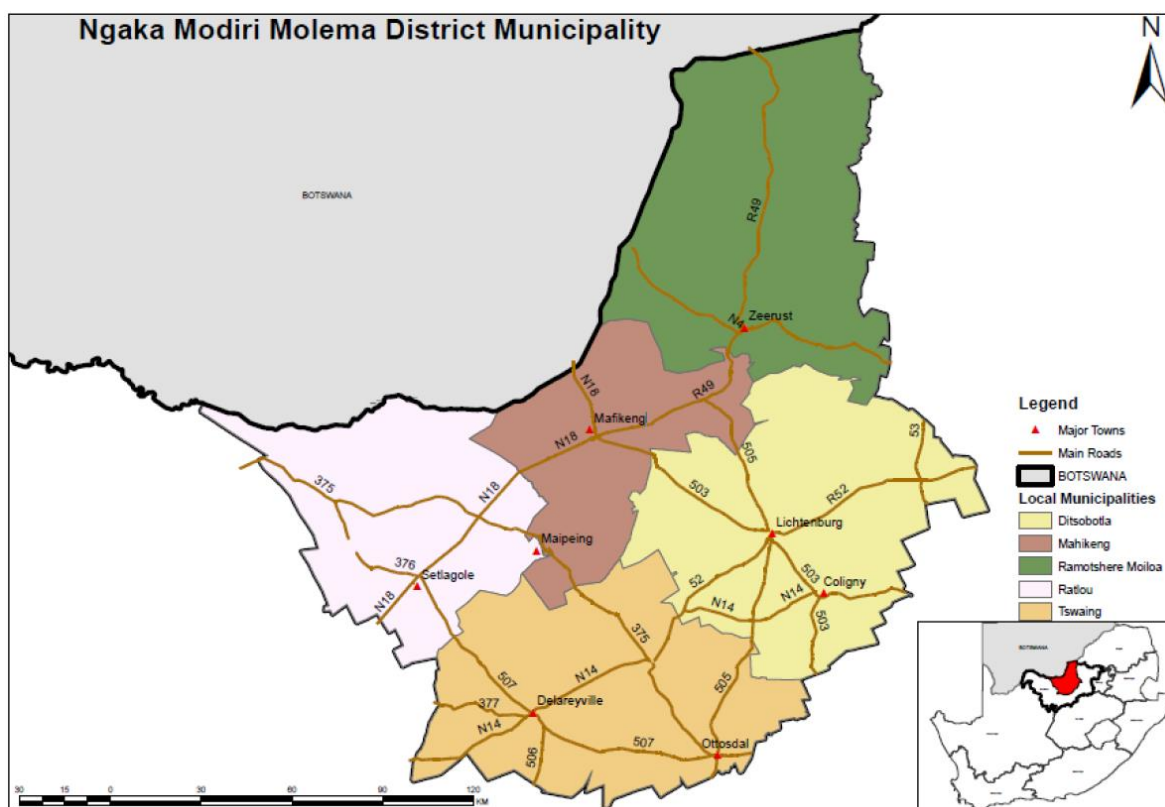 Ngaka Modiri Molema District Municipality
N
BOTSWANA
R49
N4
Zeerust
N18
R49
Mafikeng
N18
505
53
375
N18
503
R52
Lichtenburg
Maipeing
376
Setlagole
N18
52
503
Coligny
N14
N14
503
375
507
N14
505
377
Delareyville
N14
507
506
Ottosdal
Legend
Major Towns
Main Roads
BOTSWANA
Local Municipalities
Ditsobotla
Mahikeng
Ramotshere Moiloa
Ratlou
Tswaing
BOTSWANA
30 15 0 30 60 90 120
KM